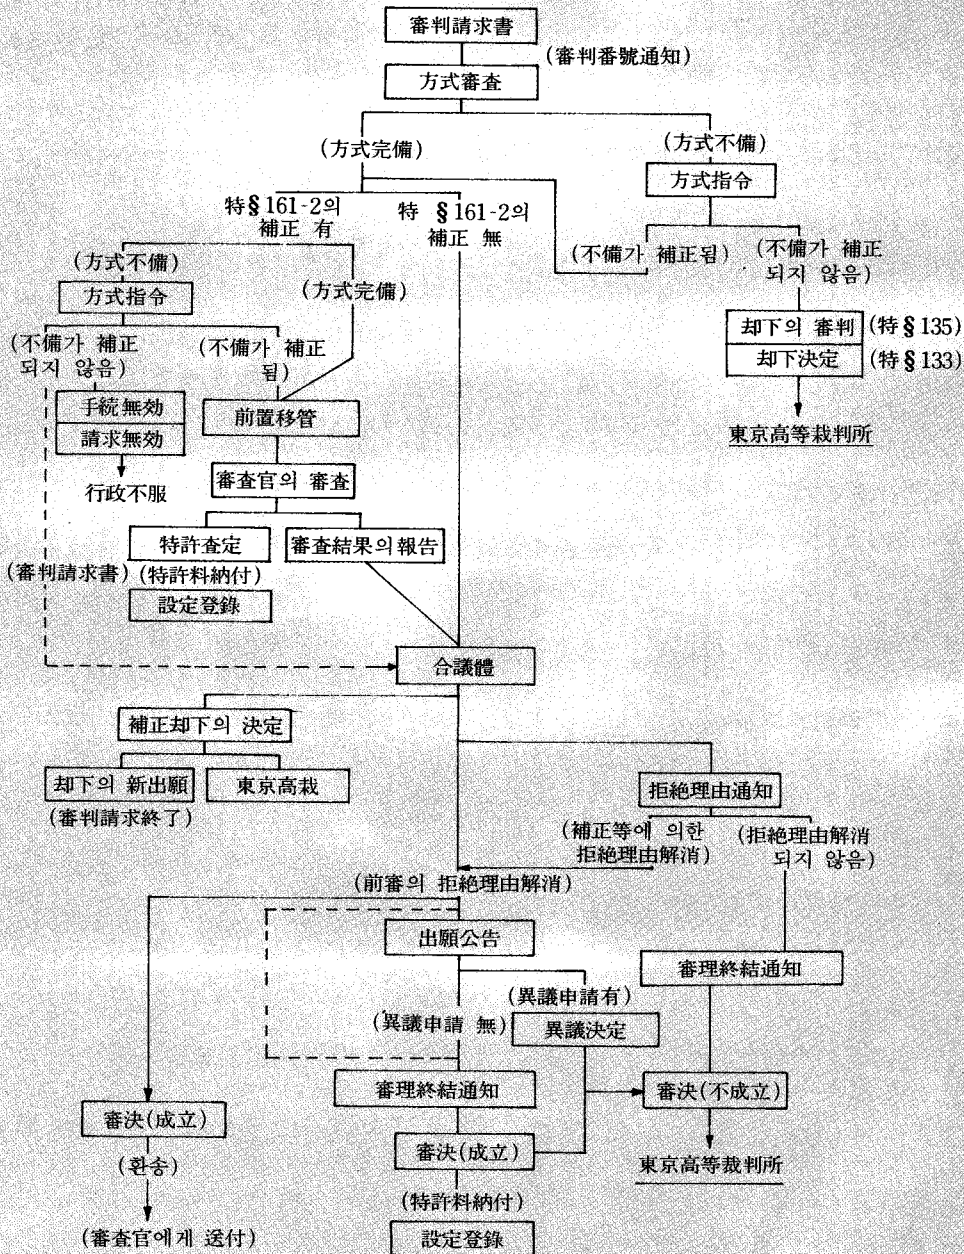 審判請求書
(審判番號通知)
方式審査
(方式完備)
(方式不備)
方式指令
特§161-2의
補正 有
特 §161-2의
補正 無
(不備가 補正됨)
(不備가 補正
되지 않음)
(方式不備)
方式指令
(方式完備)
却下의 審判 (特§135)
却下決定 (特§133)
東京高等裁判所
(不備가 補正
되지 않음)
(不備가 補正
됨)
手続無効
請求無効
行政不服
前置移管
審査官의 審査
特許査定
審査結果의 報告
(審判請求書)
(特許料納付)
設定登錄
合議體
補正却下의 決定
却下의 新出願
東京高裁
(審判請求終了)
拒絶理由通知
(補正等에 의한
拒絶理由解消)
(拒絶理由解消
되지 않음)
(前審의 拒絶理由解消)
出願公告
審理終結通知
(異議申請有)
(異議申請 無)
異議決定
審理終結通知
審決(不成立)
審決(成立)
審決(成立)
(환송)
東京高等裁判所
(特許料納付)
(審査官에게 送付)
設定登錄